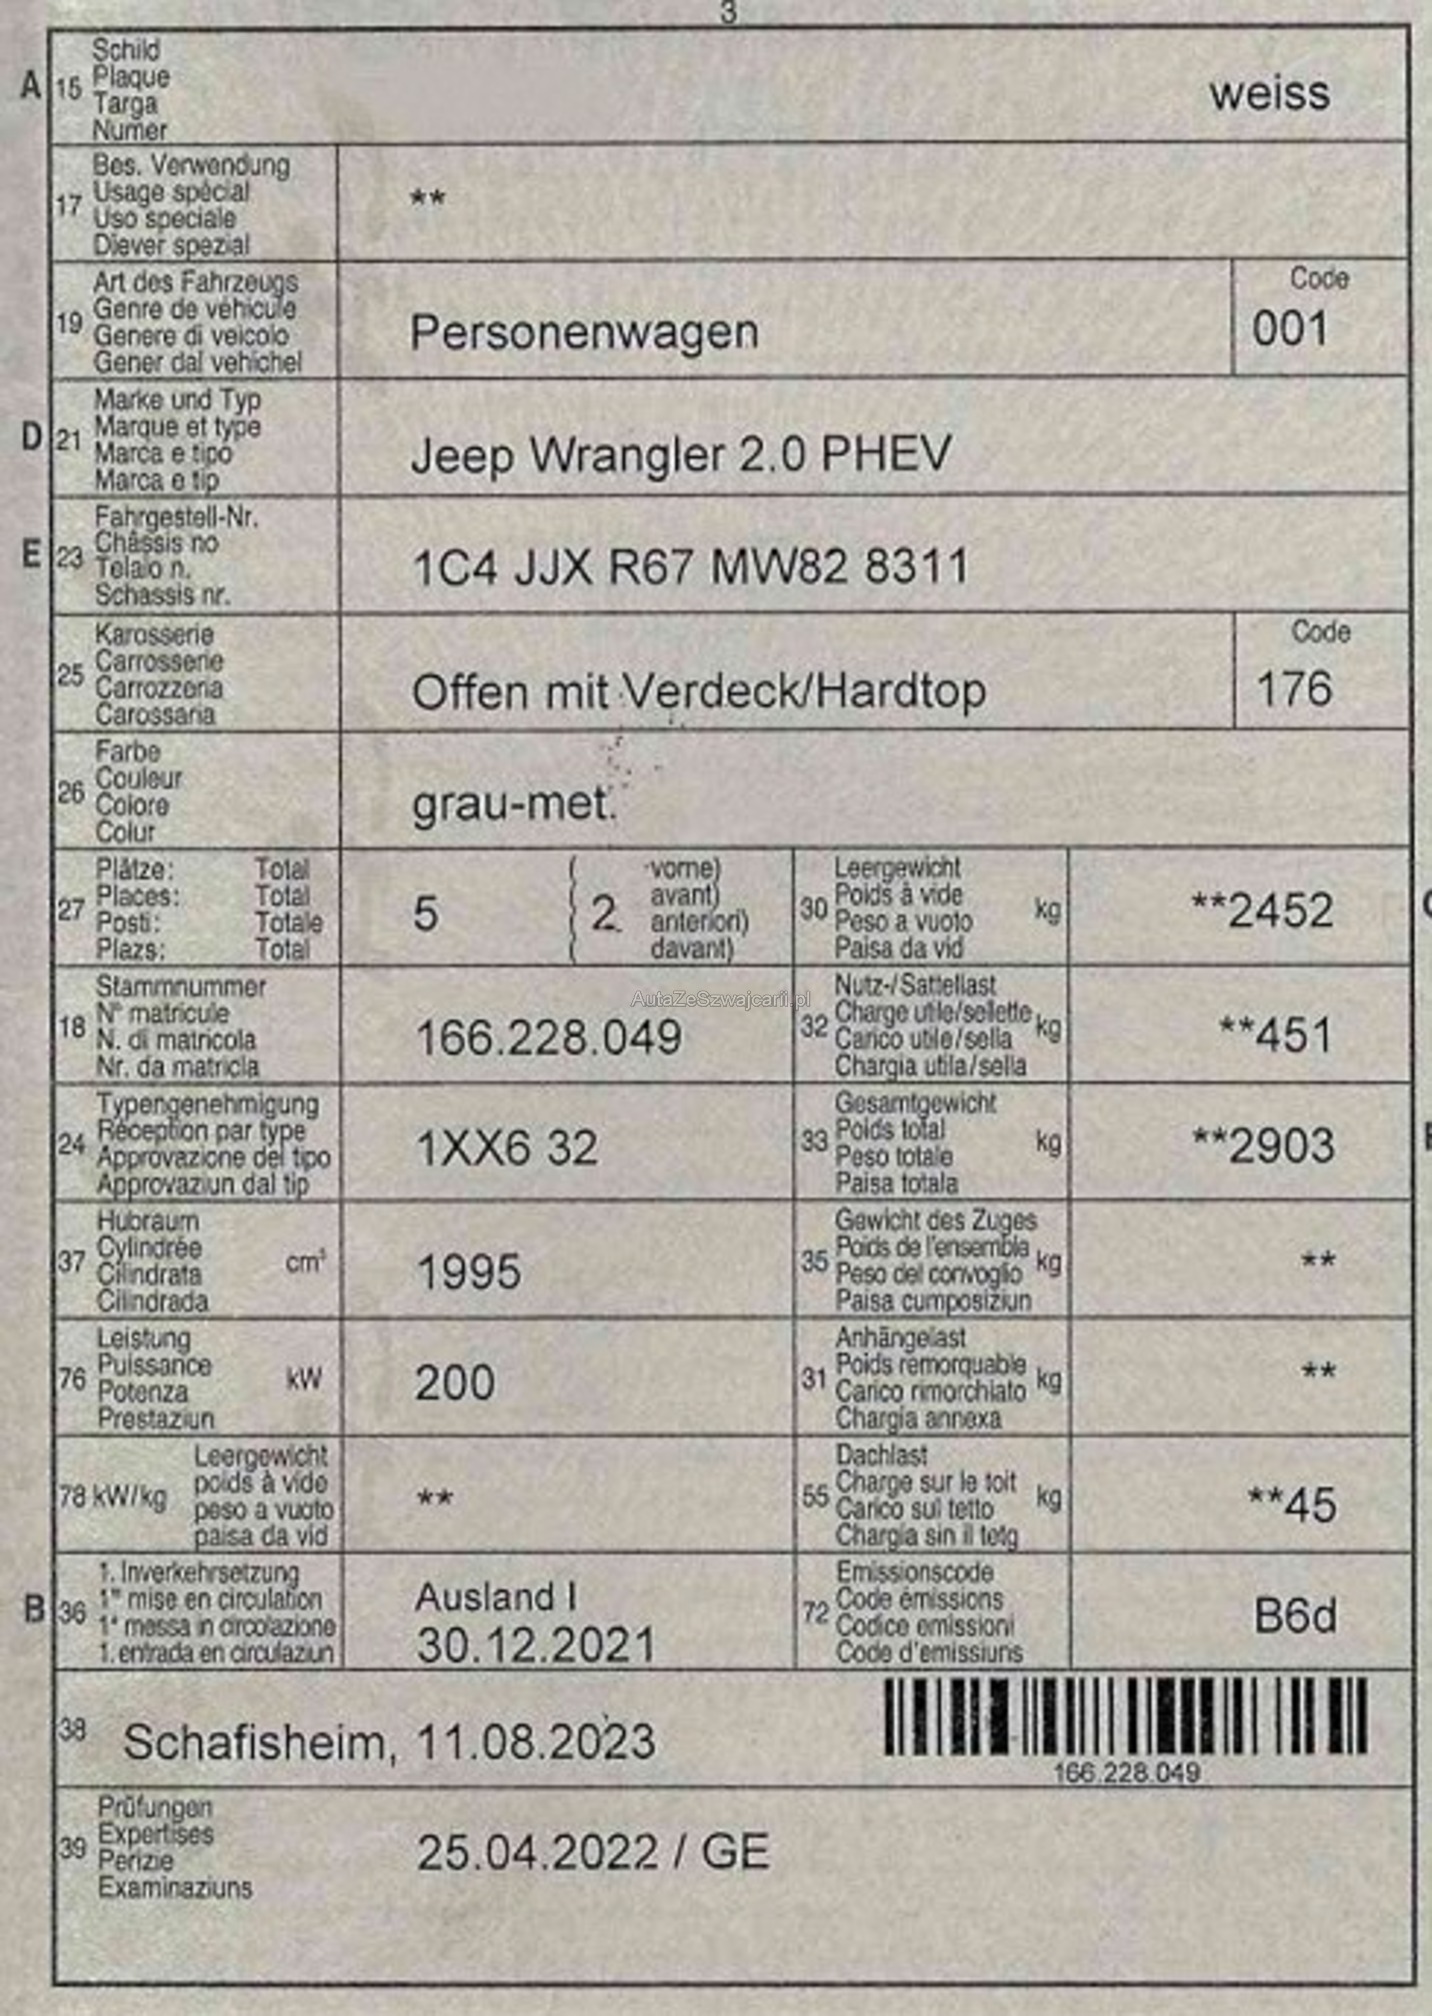 3
A 15 Schild
Plaque
Targa
Numer
weiss
17 Bes. Verwendung
Usage spécial
Uso speciale
Diever spezial
**
19 Art des Fahrzeugs
Genre de véhicule
Genere di veicolo
Gener dal vehichel
Personenwagen
Code
001
D 21 Marke und Typ
Marque et type
Marca e tipo
Marca e tip
Jeep Wrangler 2.0 PHEV
E 23 Fahrgestell-Nr.
Châssis no
Telaio n.
Schassis nr.
1C4 JJX R67 MW82 8311
25 Karosserie
Carrosserie
Carrozzeria
Carossaria
Offen mit Verdeck/Hardtop
Code
176
26 Farbe
Couleur
Colore
Colur
grau-met.
27 Plätze: Total
Places: Total
Posti: Totale
Plazs: Total
5
( 2 vorne)
avant)
anteriori)
davant)
30 Leergewicht
Poids à vide
Peso a vuoto
Paisa da vid
kg
**2452
18 Stammnummer
N° matricule
N. di matricola
Nr. da matricla
166.228.049
AutaZeSzwajcarii.pl
32 Nutz-/Sattellast
Charge utile/sellette
Carico utile/sella
Chargia utila/sella
kg
**451
24 Typengenehmigung
Réception par type
Approvazione del tipo
Approvaziun dal tip
1XX6 32
33 Gesamtgewicht
Poids total
Peso totale
Paisa totala
kg
**2903
37 Hubraum
Cylindrée
Cilindrata
Cilindrada
cm³
1995
35 Gewicht des Zuges
Poids de l'ensemble
Peso del convoglio
Paisa cumposiziun
kg
**
76 Leistung
Puissance
Potenza
Prestaziun
kW
200
31 Anhängelast
Poids remorquable
Carico rimorchiato
Chargia annexa
kg
**
78 kW/kg
Leergewicht
poids à vide
peso a vuoto
paisa da vid
**
55 Dachlast
Charge sur le toit
Carico sul tetto
Chargia sin il tetg
kg
**45
B 36 1. Inverkehrsetzung
1re mise en circulation
1a messa in circolazione
1. entrada en circulaziun
Ausland I
30.12.2021
72 Emissionscode
Code émissions
Codice emissioni
Code d'emissiuns
B6d
38 Schafisheim, 11.08.2023
166.228.049
39 Prüfungen
Expertises
Perizie
Examinaziuns
25.04.2022 / GE